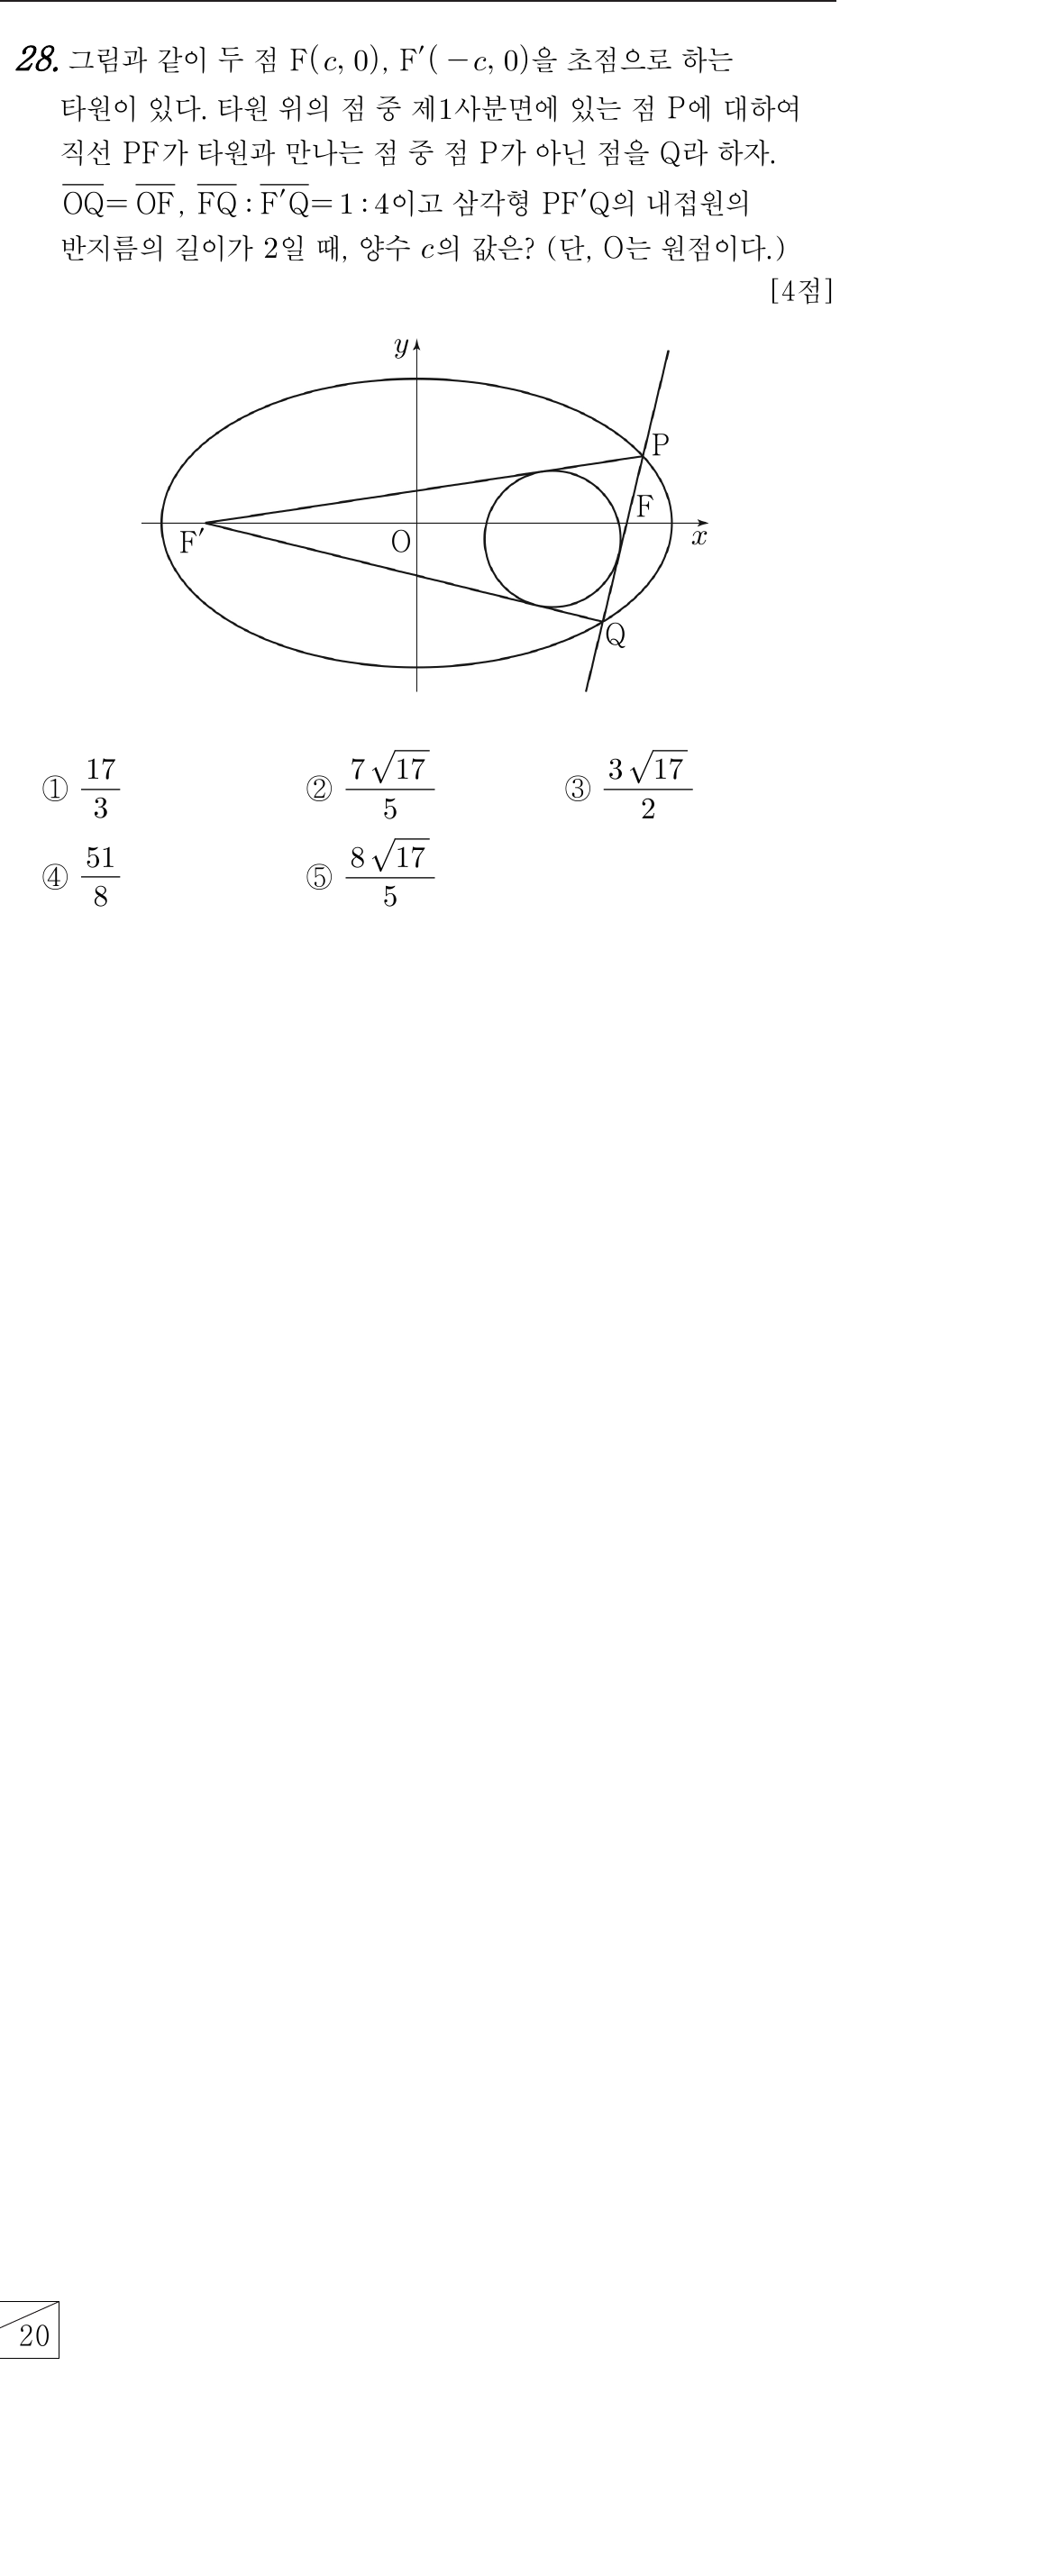 28. 그림과 같이 두 점 F(c, 0), F′(−c, 0)을 초점으로 하는
타원이 있다. 타원 위의 점 중 제1사분면에 있는 점 P에 대하여
직선 PF가 타원과 만나는 점 중 점 P가 아닌 점을 Q라 하자.
OQ=OF, FQ : F′Q=1 : 4이고 삼각형 PF′Q의 내접원의
반지름의 길이가 2일 때, 양수 c의 값은? (단, O는 원점이다.)
[4점]
y
P
F
F′ O x
Q
① 17/3 ② 7√17/5 ③ 3√17/2
④ 51/8 ⑤ 8√17/5
20